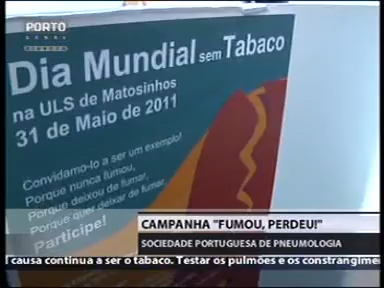 PORTO
CANAL
Dia Mundial sem Tabaco
na ULS de Matosinhos
31 de Maio de 2011
Convidamo-lo a ser um exemplo!
Porque nunca fumou,
Porque deixou de fumar,
Porque quer deixar de fumar.
Participe!
CAMPANHA "FUMOU, PERDEU!"
SOCIEDADE PORTUGUESA DE PNEUMOLOGIA
causa continua a ser o tabaco. Testar os pulmões e os constrangime